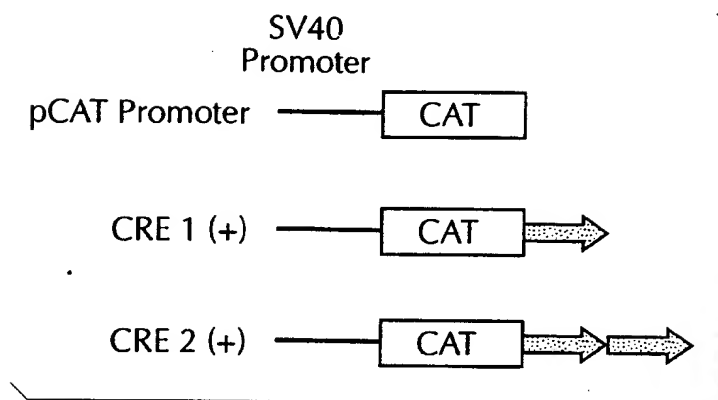 SV40
Promoter
pCAT Promoter
CAT
CRE 1 (+)
CAT
CRE 2 (+)
CAT